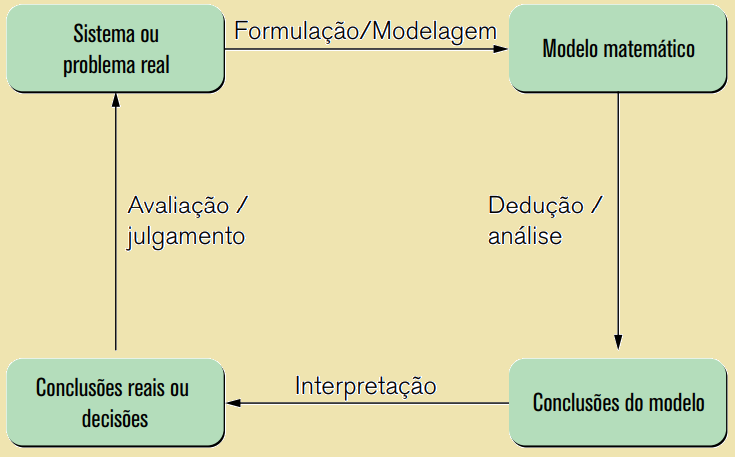 Sistema ou
problema real
Formulação/Modelagem
Modelo matemático
Avaliação /
julgamento
Dedução /
análise
Conclusões reais ou
decisões
Interpretação
Conclusões do modelo